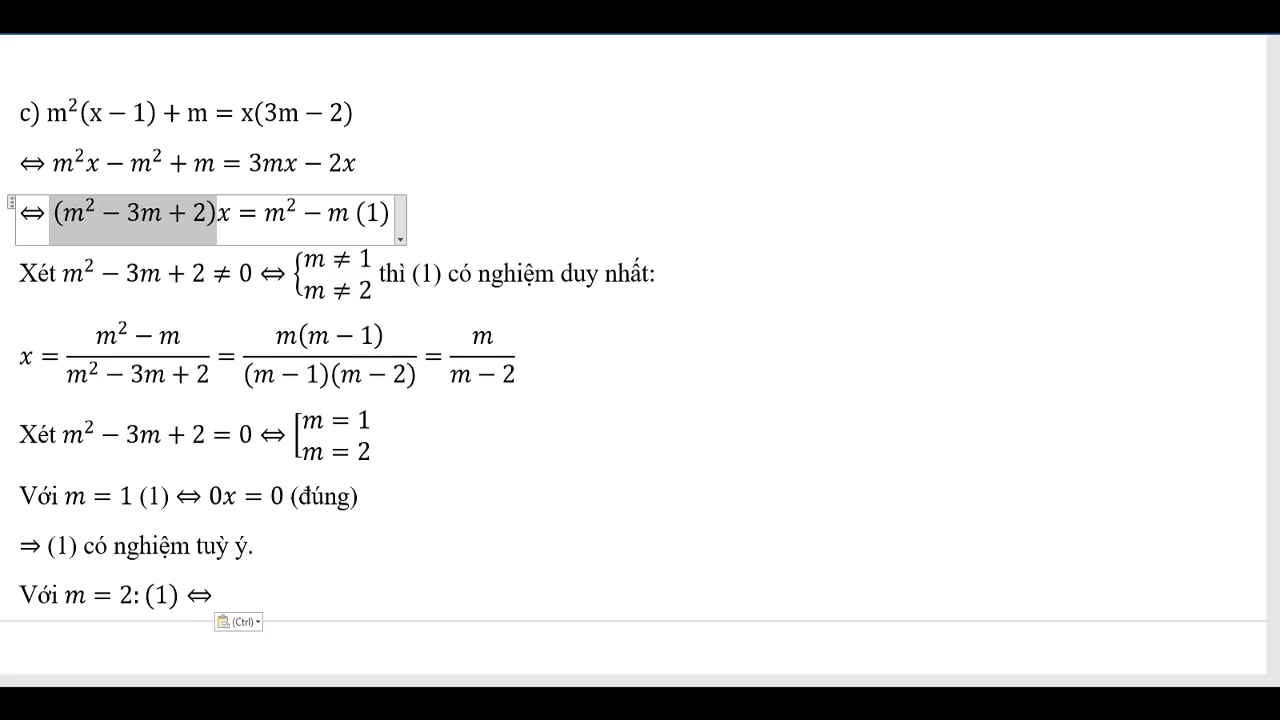 c) m²(x − 1) + m = x(3m − 2)
⇔ m²x − m² + m = 3mx − 2x
⇔ (m² − 3m + 2)x = m² − m (1)
Xét m² − 3m + 2 ≠ 0 ⇔ { m ≠ 1 m ≠ 2 thì (1) có nghiệm duy nhất:
x = (m² − m)/(m² − 3m + 2) = m(m − 1)/((m − 1)(m − 2)) = m/(m − 2)
Xét m² − 3m + 2 = 0 ⇔ [ m = 1 m = 2
Với m = 1 (1) ⇔ 0x = 0 (đúng)
⇒ (1) có nghiệm tuỳ ý.
Với m = 2: (1) ⇔
(Ctrl)